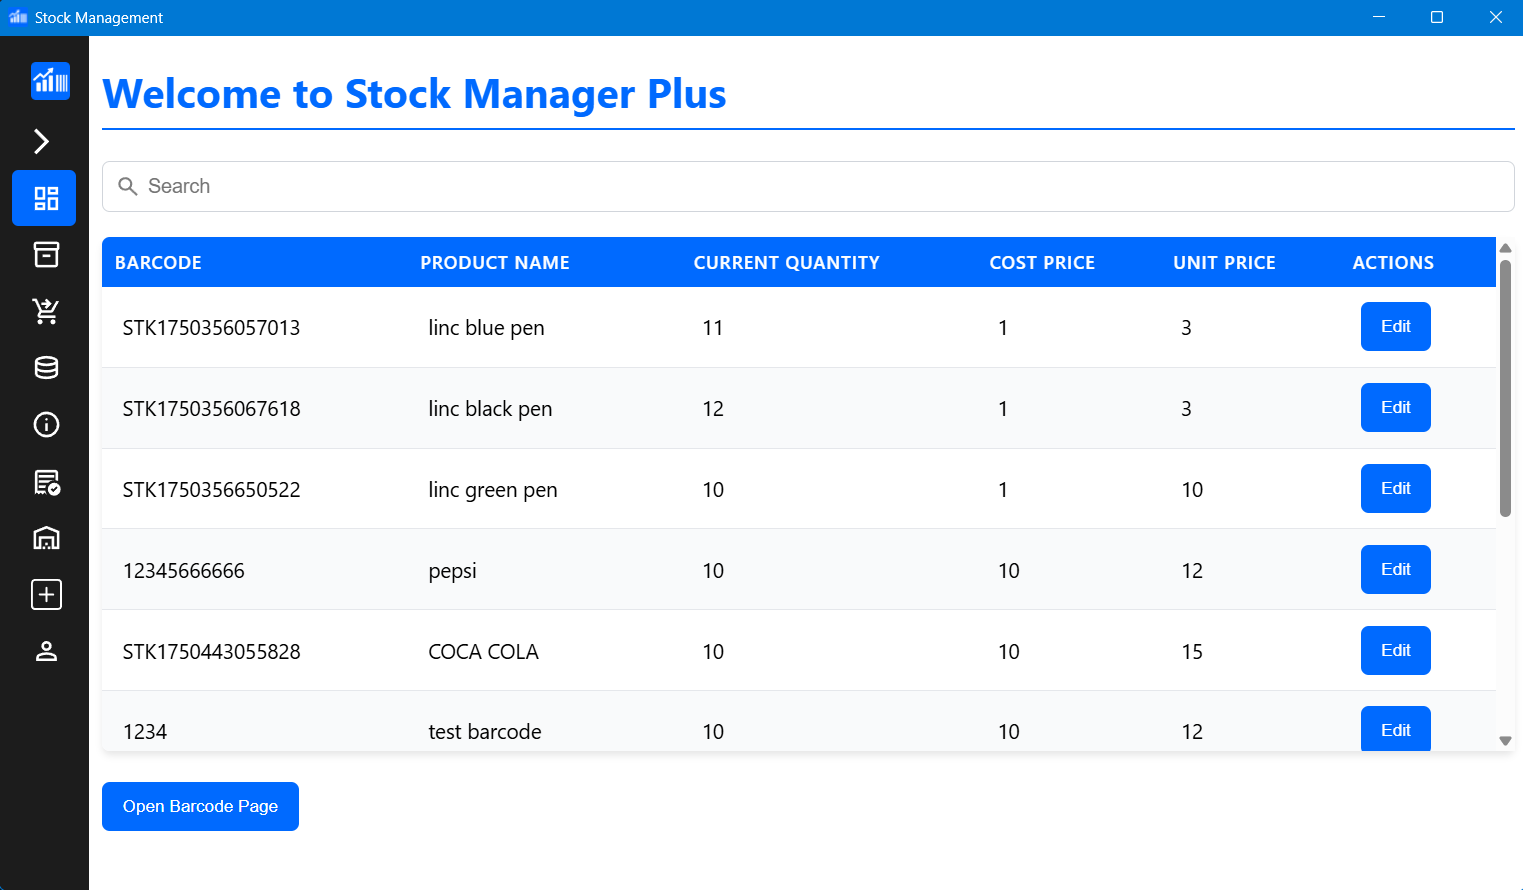 Stock Management
Welcome to Stock Manager Plus
Search
BARCODE PRODUCT NAME CURRENT QUANTITY COST PRICE UNIT PRICE ACTIONS
STK1750356057013 linc blue pen 11 1 3 Edit
STK1750356067618 linc black pen 12 1 3 Edit
STK1750356650522 linc green pen 10 1 10 Edit
12345666666 pepsi 10 10 12 Edit
STK1750443055828 COCA COLA 10 10 15 Edit
1234 test barcode 10 10 12 Edit
Open Barcode Page